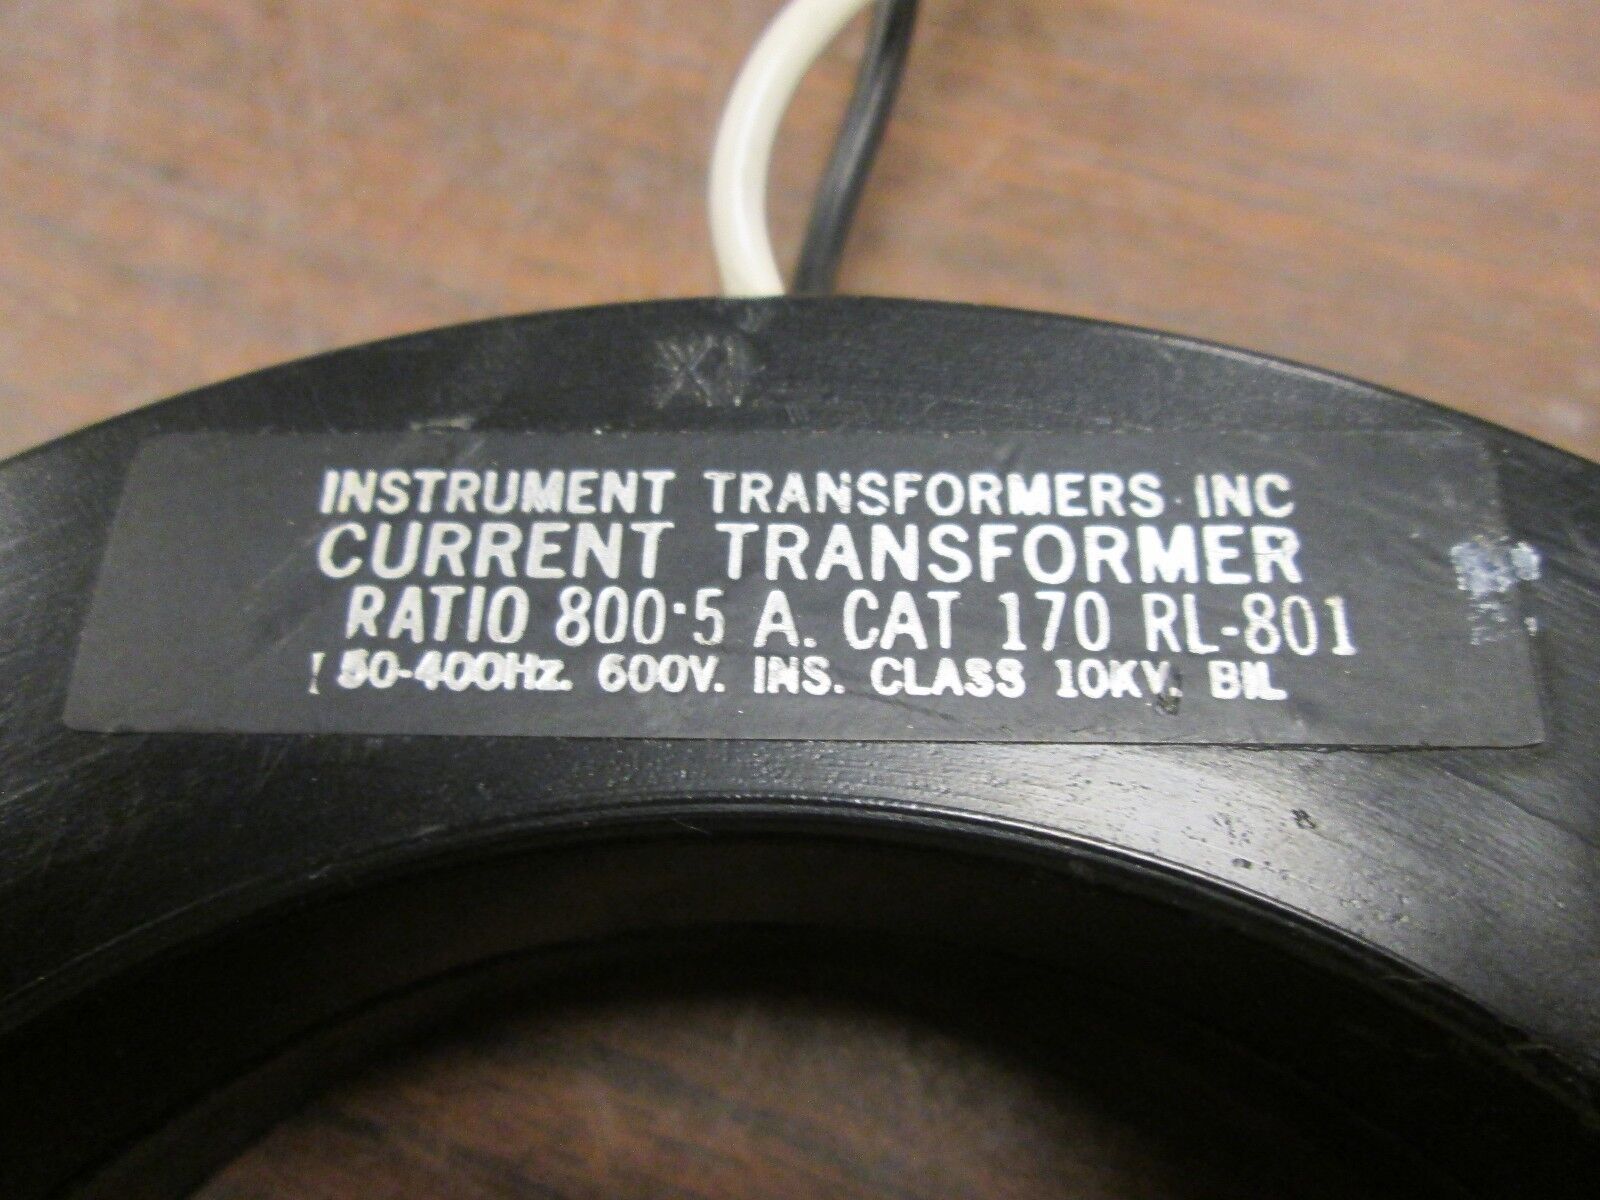 X1
INSTRUMENT TRANSFORMERS INC
CURRENT TRANSFORMER
RATIO 800:5 A. CAT 170 RL-801
50-400Hz. 600V. INS. CLASS 10KV. BIL